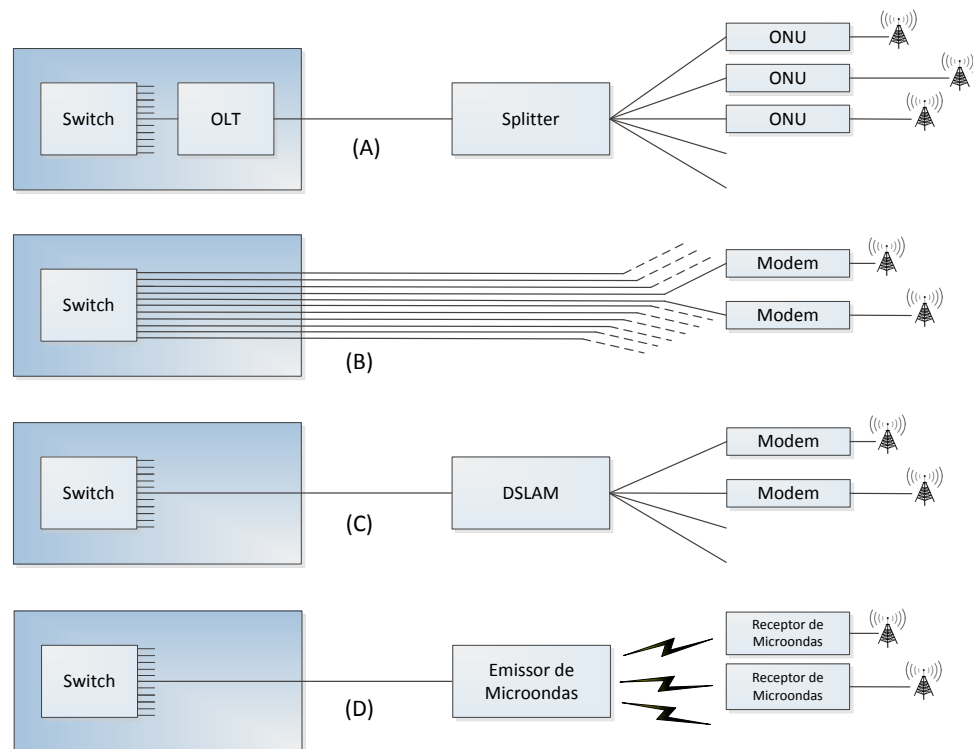 Switch
OLT
(A)
Splitter
ONU
ONU
ONU
Switch
(B)
Modem
Modem
Switch
(C)
DSLAM
Modem
Modem
Switch
(D)
Emissor de
Microondas
Receptor de
Microondas
Receptor de
Microondas